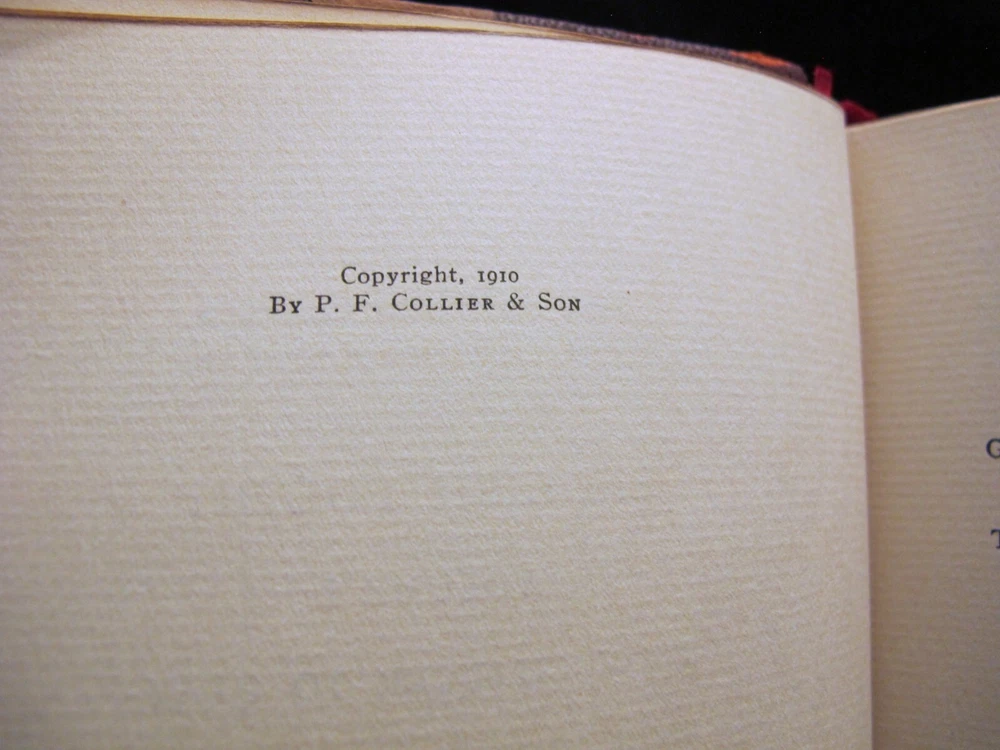 Copyright, 1910
By P. F. Collier & Son
G
T